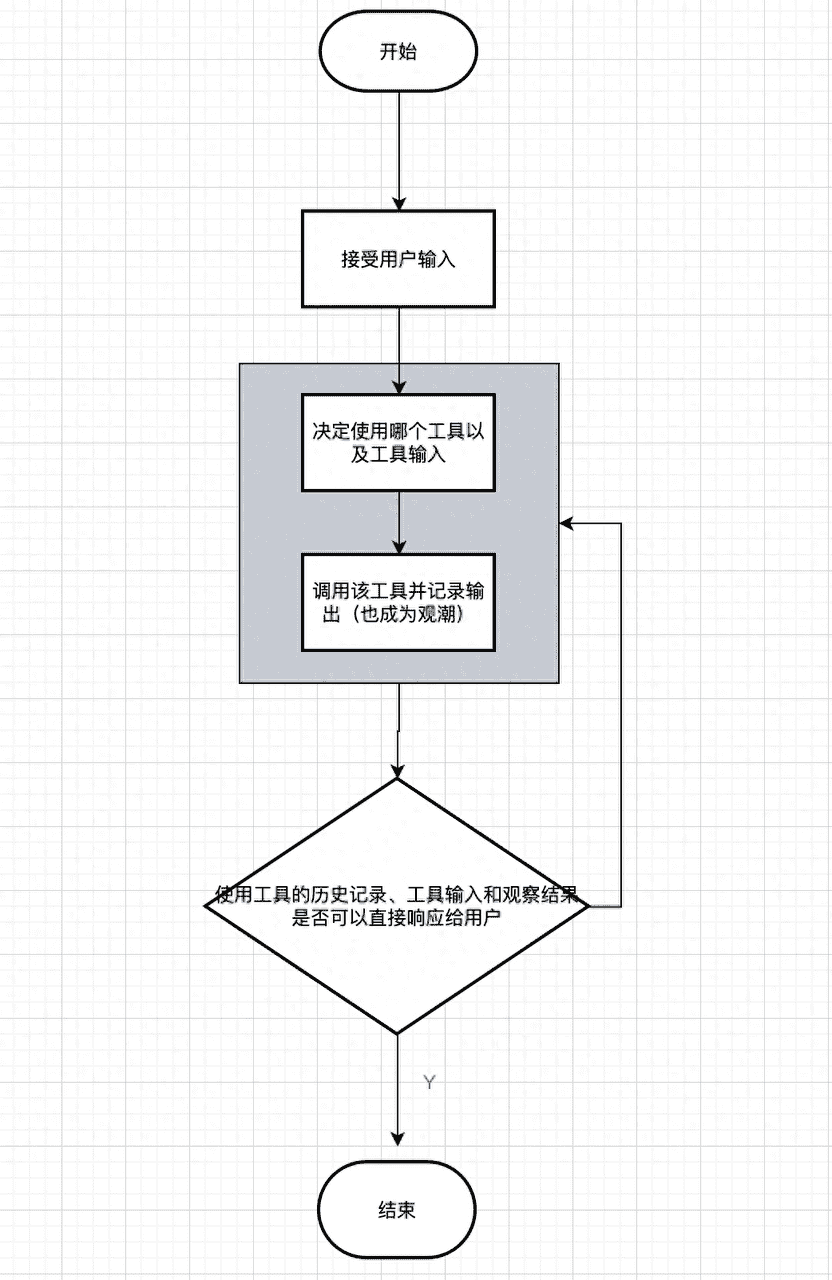 开始
接受用户输入
决定使用哪个工具以
及工具输入
调用该工具并记录输
出（也成为观潮）
使用工具的历史记录、工具输入和观察结果
是否可以直接响应给用户
Y
结束